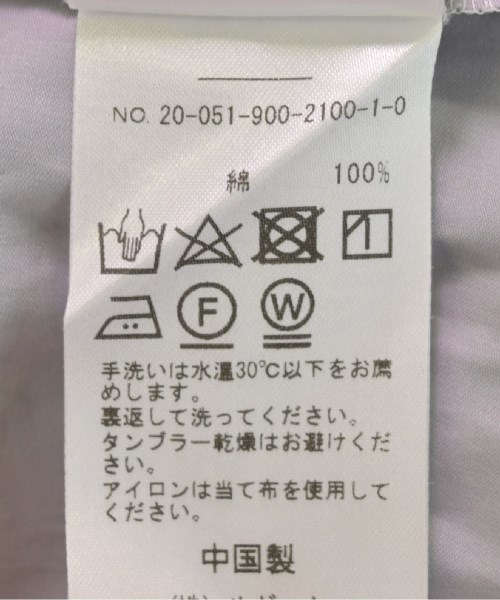 NO. 20-051-900-2100-1-0
綿 100%
F W
手洗いは水温30℃以下をお薦
めします。
裏返して洗ってください。
タンブラー乾燥はお避けくだ
さい。
アイロンは当て布を使用して
ください。
中国製